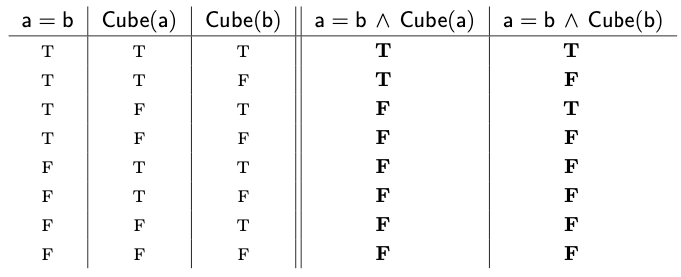 a = b Cube(a) Cube(b) a = b ∧ Cube(a) a = b ∧ Cube(b)
T T T T T
T T F T F
T F T F T
T F F F F
F T T F F
F T F F F
F F T F F
F F F F F